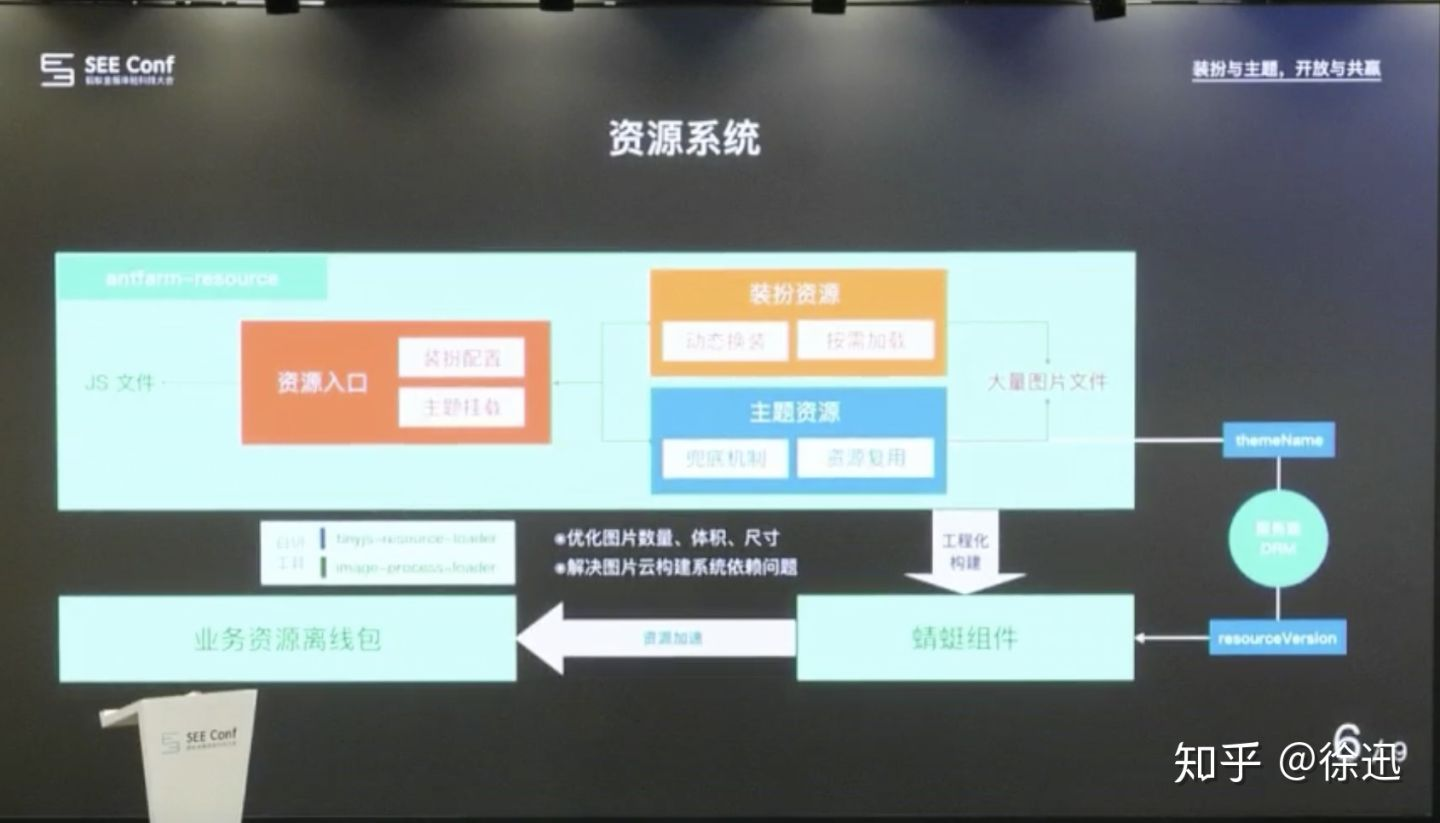 SEE Conf
蚂蚁金服体验科技大会
装扮与主题，开放与共赢
资源系统
antfarm-resource
装扮资源
动态换装
按需加载
JS 文件
资源入口
装扮配置
主题挂载
大量图片文件
主题资源
兜底机制
资源复用
themeName
服务端
DRM
resourceVersion
自研
工具
tinyjs-resource-loader
image-process-loader
◉优化图片数量、体积、尺寸
◉解决图片云构建系统依赖问题
工程化
构建
业务资源离线包
资源加速
蜻蜓组件
SEE Conf
知乎 @徐迅